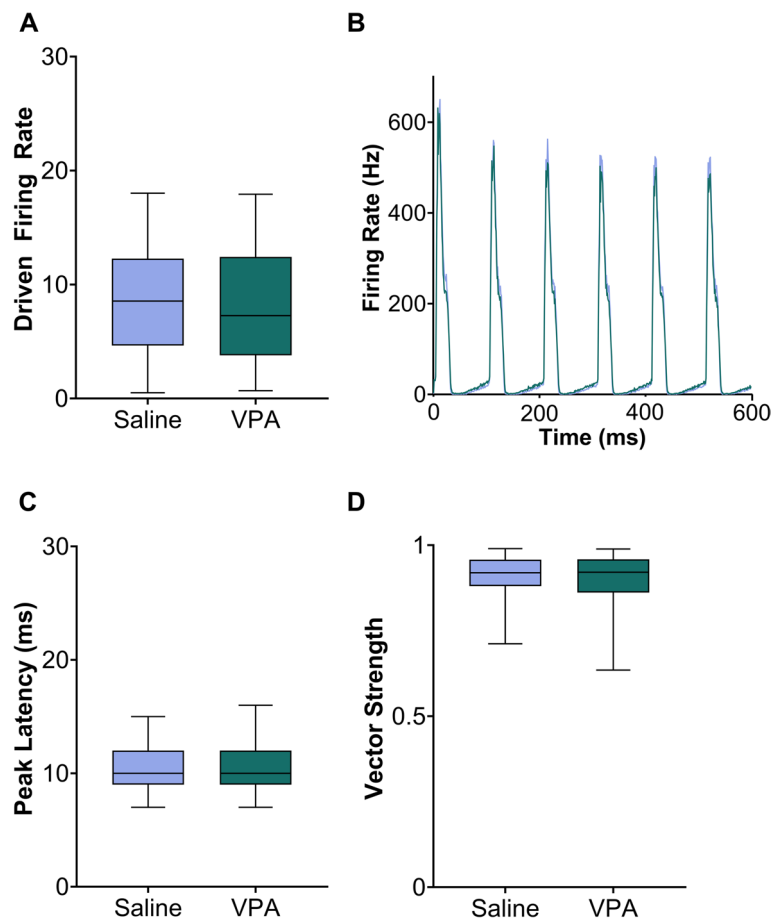 A
30
20
10
0
Driven Firing Rate
Saline
VPA
B
600
400
200
0
Firing Rate (Hz)
0
200
400
600
Time (ms)
C
30
20
10
0
Peak Latency (ms)
Saline
VPA
D
1
0.5
0
Vector Strength
Saline
VPA